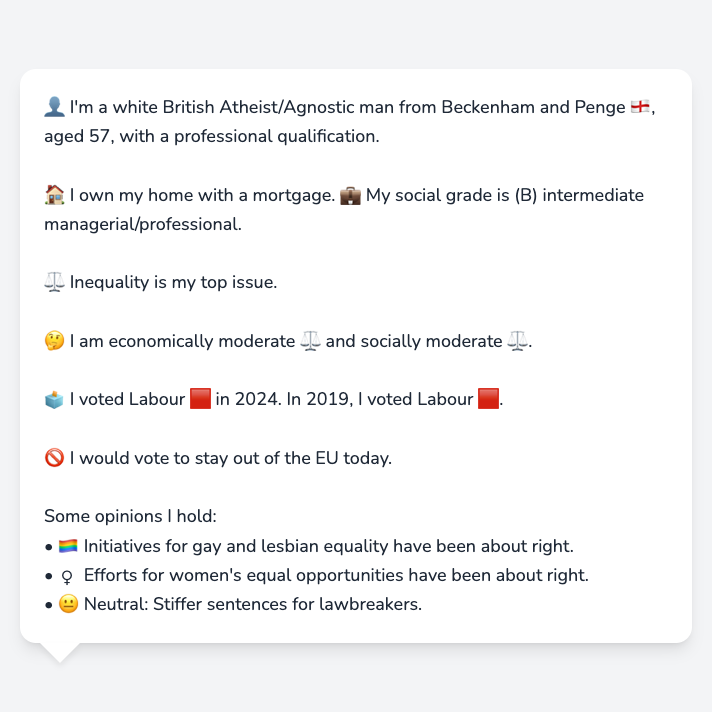 👤 I'm a white British Atheist/Agnostic man from Beckenham and Penge 🏴󠁧󠁢󠁥󠁮󠁧󠁿,
aged 57, with a professional qualification.
🏠 I own my home with a mortgage. 💼 My social grade is (B) intermediate
managerial/professional.
⚖️ Inequality is my top issue.
🤔 I am economically moderate ⚖️ and socially moderate ⚖️.
🗳️ I voted Labour 🟥 in 2024. In 2019, I voted Labour 🟥.
🚫 I would vote to stay out of the EU today.
Some opinions I hold:
• 🏳️‍🌈 Initiatives for gay and lesbian equality have been about right.
• ♀ Efforts for women's equal opportunities have been about right.
• 😐 Neutral: Stiffer sentences for lawbreakers.